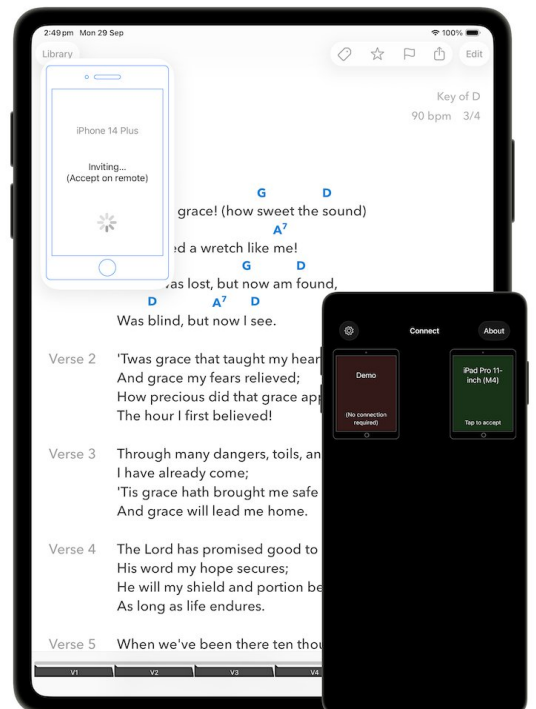 2:49 pm Mon 29 Sep
100%
Library
Edit
Key of D
90 bpm 3/4
iPhone 14 Plus
Inviting...
(Accept on remote)
G D
grace! (how sweet the sound)
A7
a wretch like me!
G D
lost, but now am found,
D A7 D
Was blind, but now I see.
Verse 2 'Twas grace that taught my
And grace my fears relieved;
How precious did that grace
The hour I first believed!
Verse 3 Through many dangers, toils,
I have already come;
'Tis grace hath brought me safe
And grace will lead me home.
Verse 4 The Lord has promised good to
His word my hope secures;
He will my shield and portion
As long as life endures.
Verse 5 When we've been there ten
V1 V2 V3 V4
Connect
About
Demo
(No connection
required)
iPad Pro 11-
inch (M4)
Tap to accept